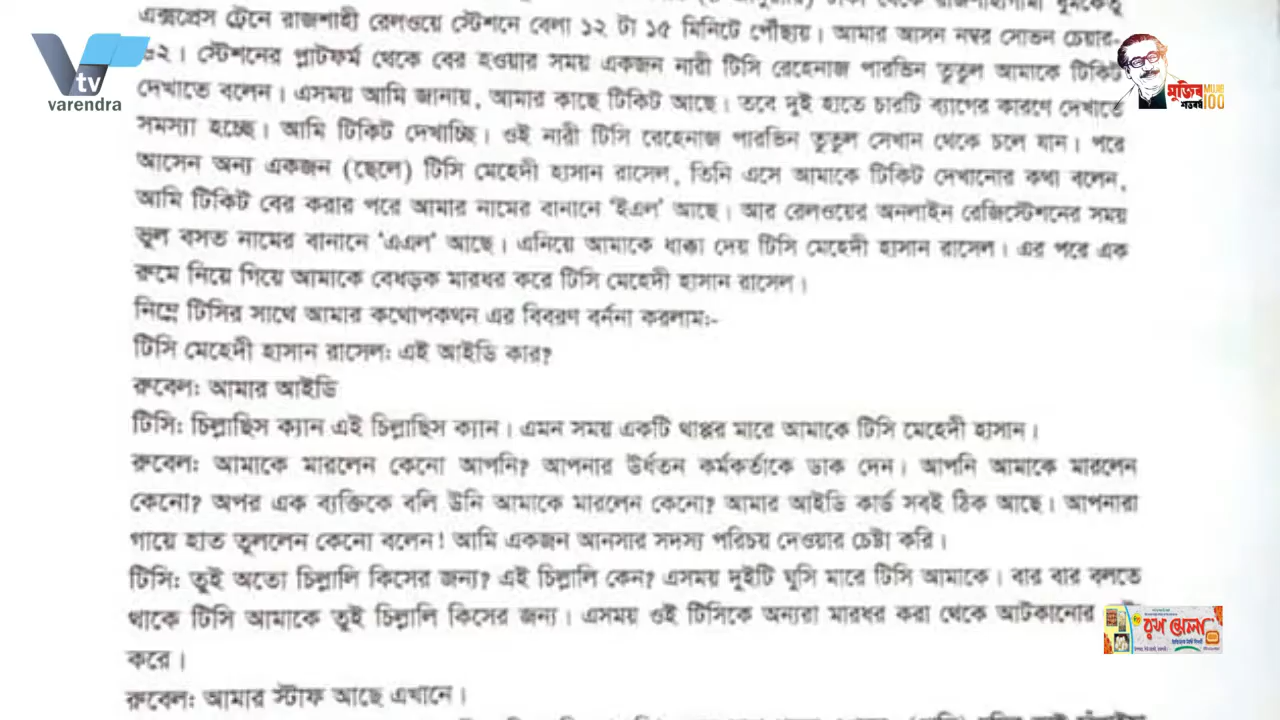 এক্সপ্রেস ট্রেনে রাজশাহী রেলওয়ে স্টেশনে বেলা ১২ টা ১৫ মিনিটে পৌঁছায়। আমার আসন নম্বর সোভন চেয়ার-
৩২। স্টেশনের প্লাটফর্ম থেকে বের হওয়ার সময় একজন নারী টিসি রেহেনাজ পারভিন তুতুল আমাকে টিকিট
দেখাতে বলেন। এসময় আমি জানায়, আমার কাছে টিকিট আছে। তবে দুই হাতে চারটি ব্যাগের কারণে দেখাতে
সমস্যা হচ্ছে। আমি টিকিট দেখাচ্ছি। ওই নারী টিসি রেহেনাজ পারভিন তুতুল সেখান থেকে চলে যান। পরে
আসেন অন্য একজন (ছেলে) টিসি মেহেদী হাসান রাসেল, তিনি এসে আমাকে টিকিট দেখানোর কথা বলেন,
আমি টিকিট বের করার পরে আমার নামের বানানে ‘ইএল’ আছে। আর রেলওয়ের অনলাইন রেজিস্টেশনের সময়
ভুল বসত নামের বানানে ‘এএল’ আছে। এনিয়ে আমাকে ধাক্কা দেয় টিসি মেহেদী হাসান রাসেল। এর পরে এক
রুমে নিয়ে গিয়ে আমাকে বেধড়ক মারধর করে টিসি মেহেদী হাসান রাসেল।
নিম্নে টিসির সাথে আমার কথোপকথন এর বিবরণ বর্ননা করলাম:-
টিসি মেহেদী হাসান রাসেল: এই আইডি কার?
রুবেল: আমার আইডি
টিসি: চিল্লাছিস ক্যান এই চিল্লাছিস ক্যান। এমন সময় একটি থাপ্পর মারে আমাকে টিসি মেহেদী হাসান।
রুবেল: আমাকে মারলেন কেনো আপনি? আপনার উর্ধতন কর্মকর্তাকে ডাক দেন। আপনি আমাকে মারলেন
কেনো? অপর এক ব্যক্তিকে বলি উনি আমাকে মারলেন কেনো? আমার আইডি কার্ড সবই ঠিক আছে। আপনারা
গায়ে হাত তুললেন কেনো বলেন! আমি একজন আনসার সদস্য পরিচয় দেওয়ার চেষ্টা করি।
টিসি: তুই অতো চিল্লালি কিসের জন্য? এই চিল্লালি কেন? এসময় দুইটি ঘুসি মারে টিসি আমাকে। বার বার বলতে
থাকে টিসি আমাকে তুই চিল্লালি কিসের জন্য। এসময় ওই টিসিকে অন্যরা মারধর করা থেকে আটকানোর
করে।
রুবেল: আমার স্টাফ আছে এখানে।
tv
varendra
মুজিব
শতবর্ষ
100